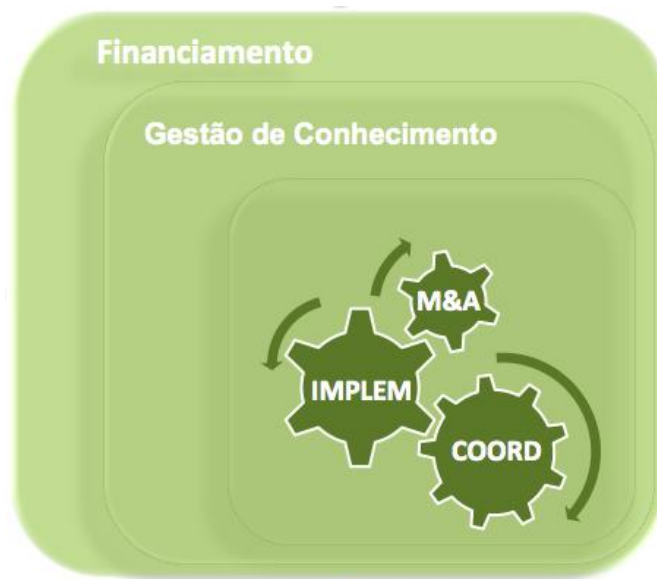 Financiamento
Gestão de Conhecimento
M&A
IMPLEM
COORD